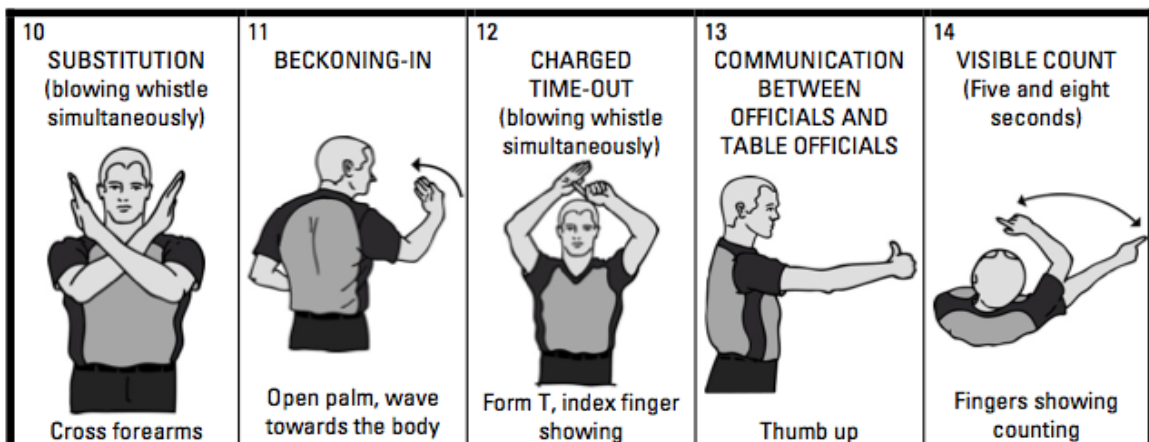 10
SUBSTITUTION
(blowing whistle
simultaneously)
Cross forearms
11
BECKONING-IN
Open palm, wave
towards the body
12
CHARGED
TIME-OUT
(blowing whistle
simultaneously)
Form T, index finger
showing
13
COMMUNICATION
BETWEEN
OFFICIALS AND
TABLE OFFICIALS
Thumb up
14
VISIBLE COUNT
(Five and eight
seconds)
Fingers showing
counting